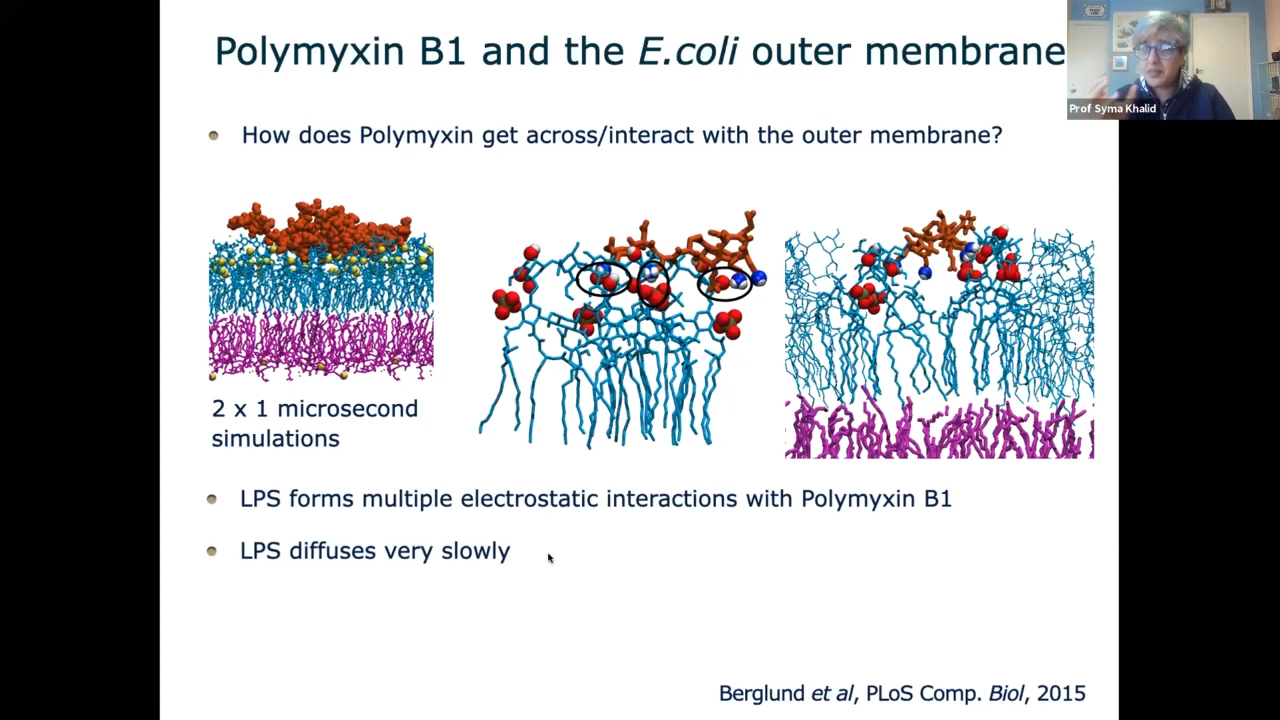 Polymyxin B1 and the E.coli outer membrane
Prof Syma Khalid
How does Polymyxin get across/interact with the outer membrane?
2 x 1 microsecond
simulations
LPS forms multiple electrostatic interactions with Polymyxin B1
LPS diffuses very slowly
Berglund et al, PLoS Comp. Biol, 2015